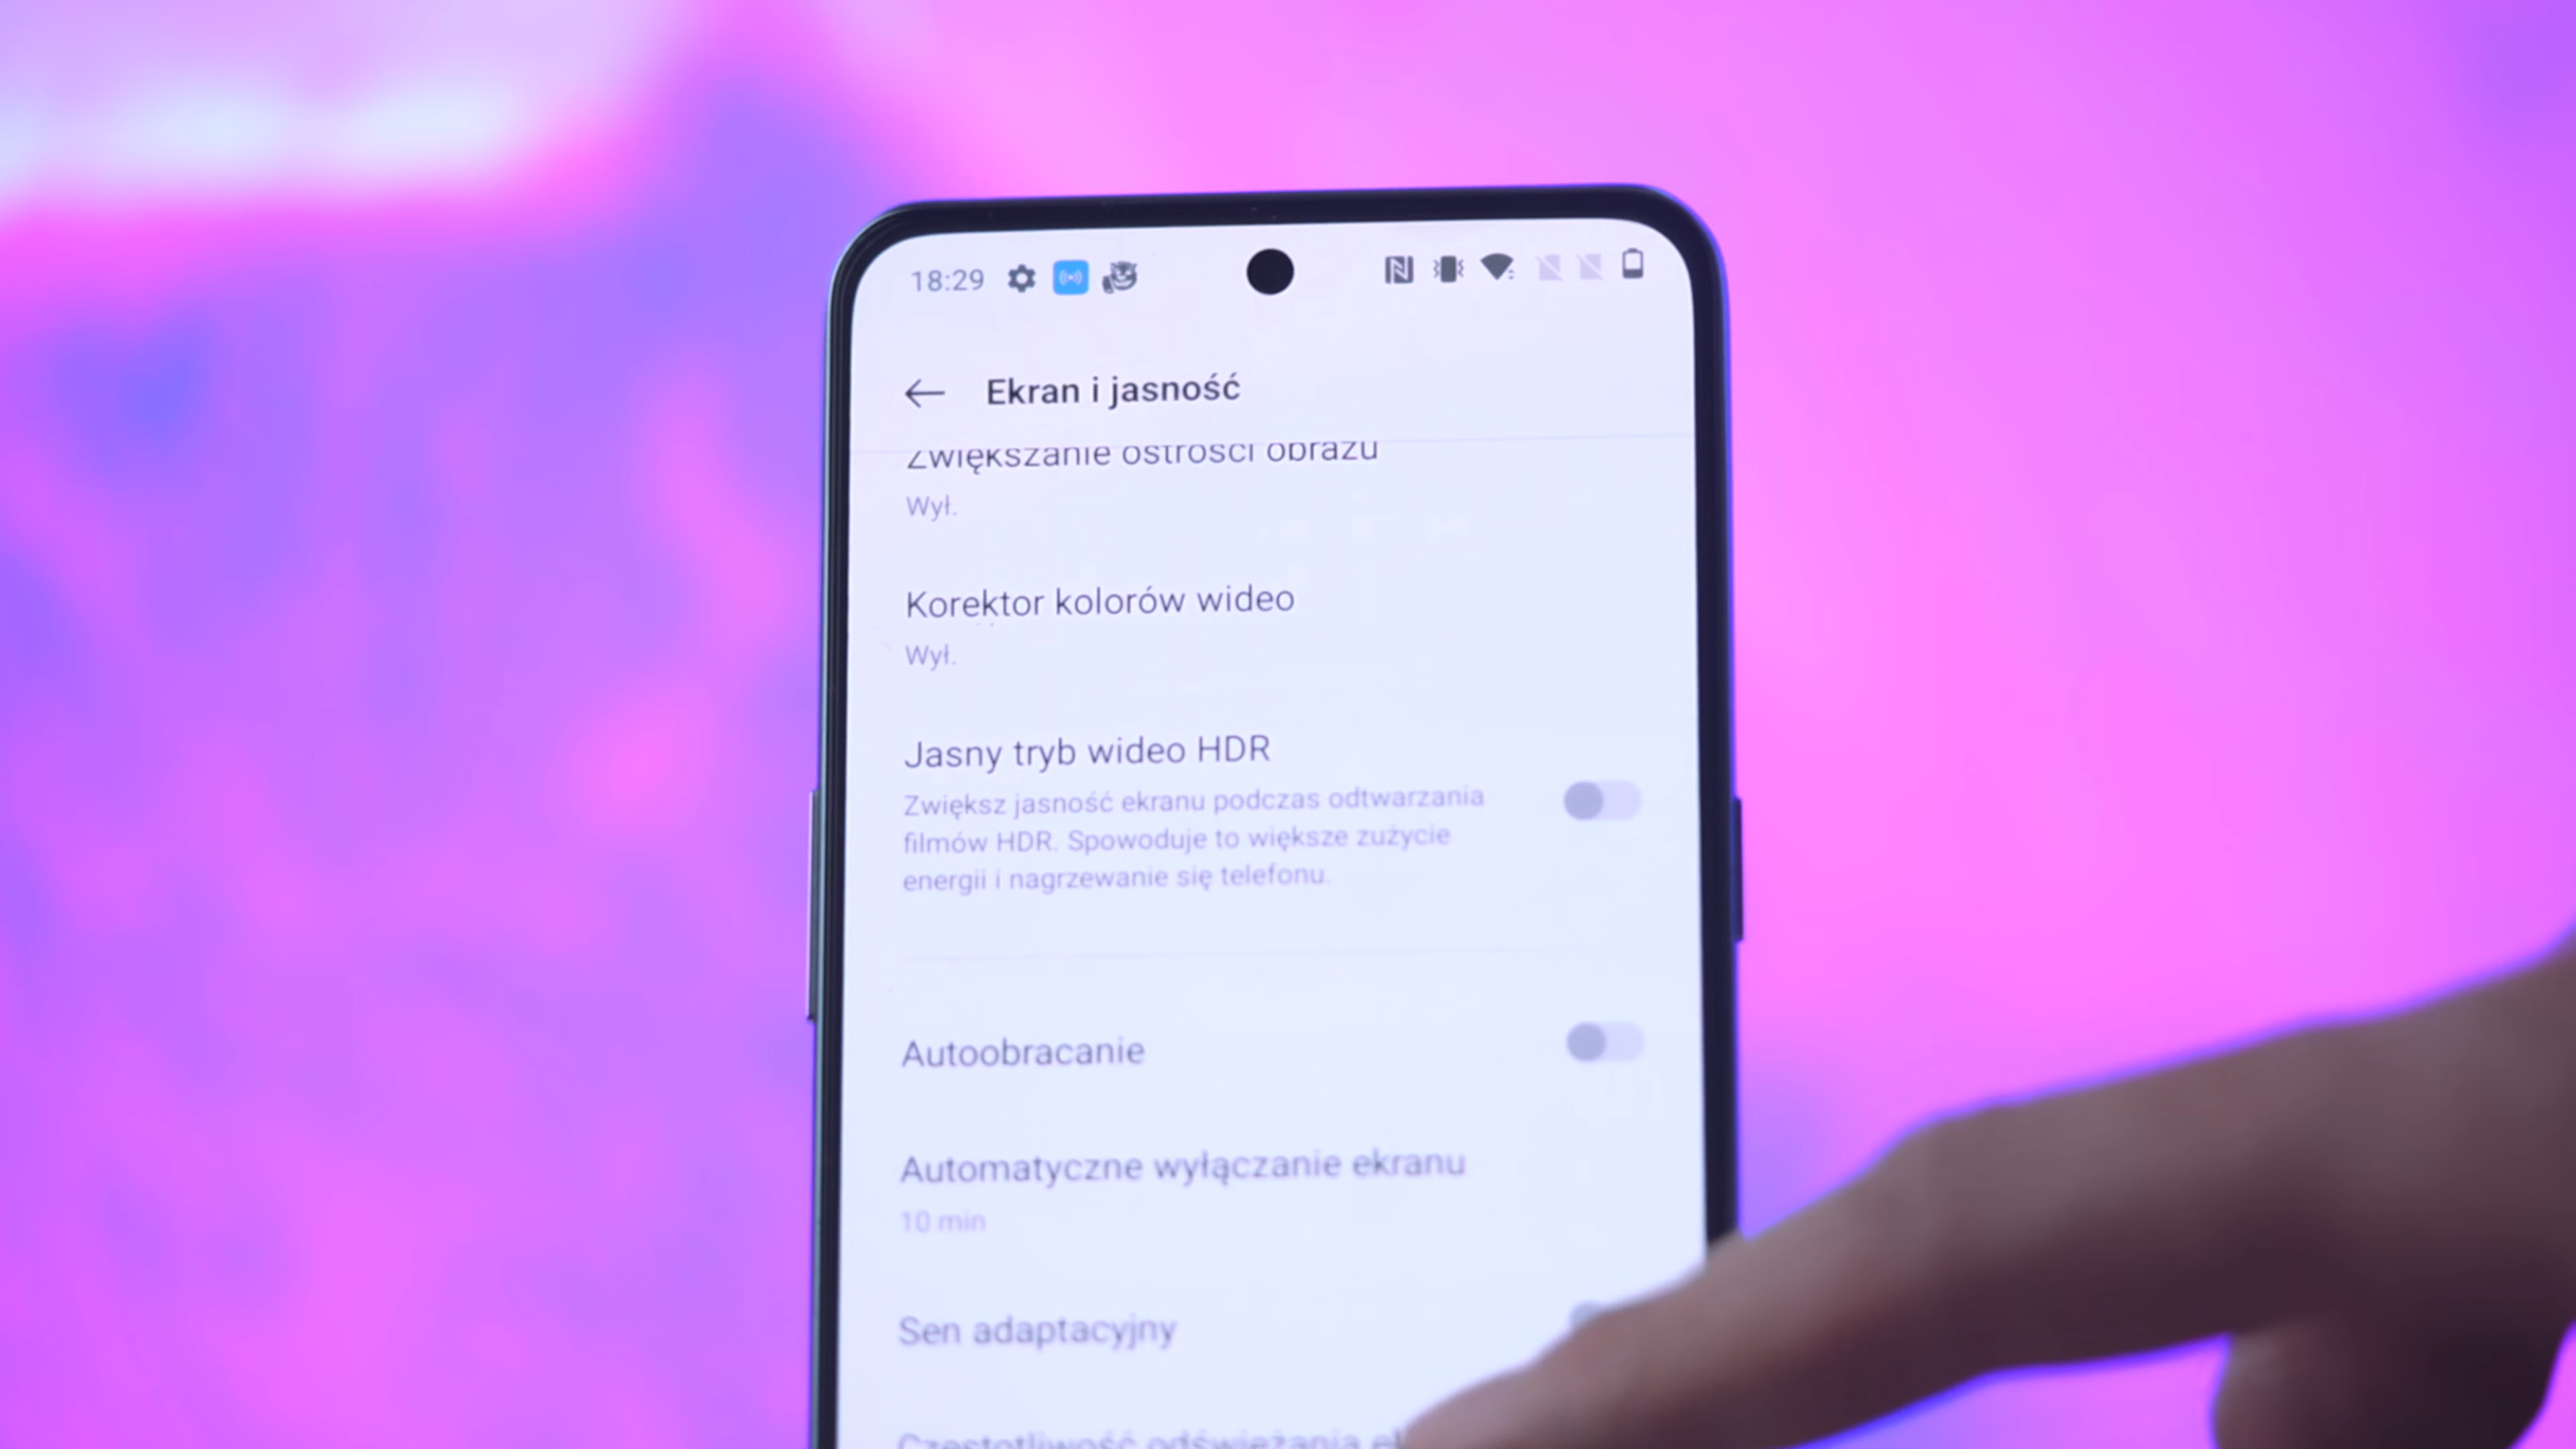 18:29
Ekran i jasność
Zwiększanie ostrości obrazu
Wył.
Korektor kolorów wideo
Wył.
Jasny tryb wideo HDR
Zwiększ jasność ekranu podczas odtwarzania
filmów HDR. Spowoduje to większe zużycie
energii i nagrzewanie się telefonu.
Autoobracanie
Automatyczne wyłączanie ekranu
10 min
Sen adaptacyjny
Częstotliwość odświeżania